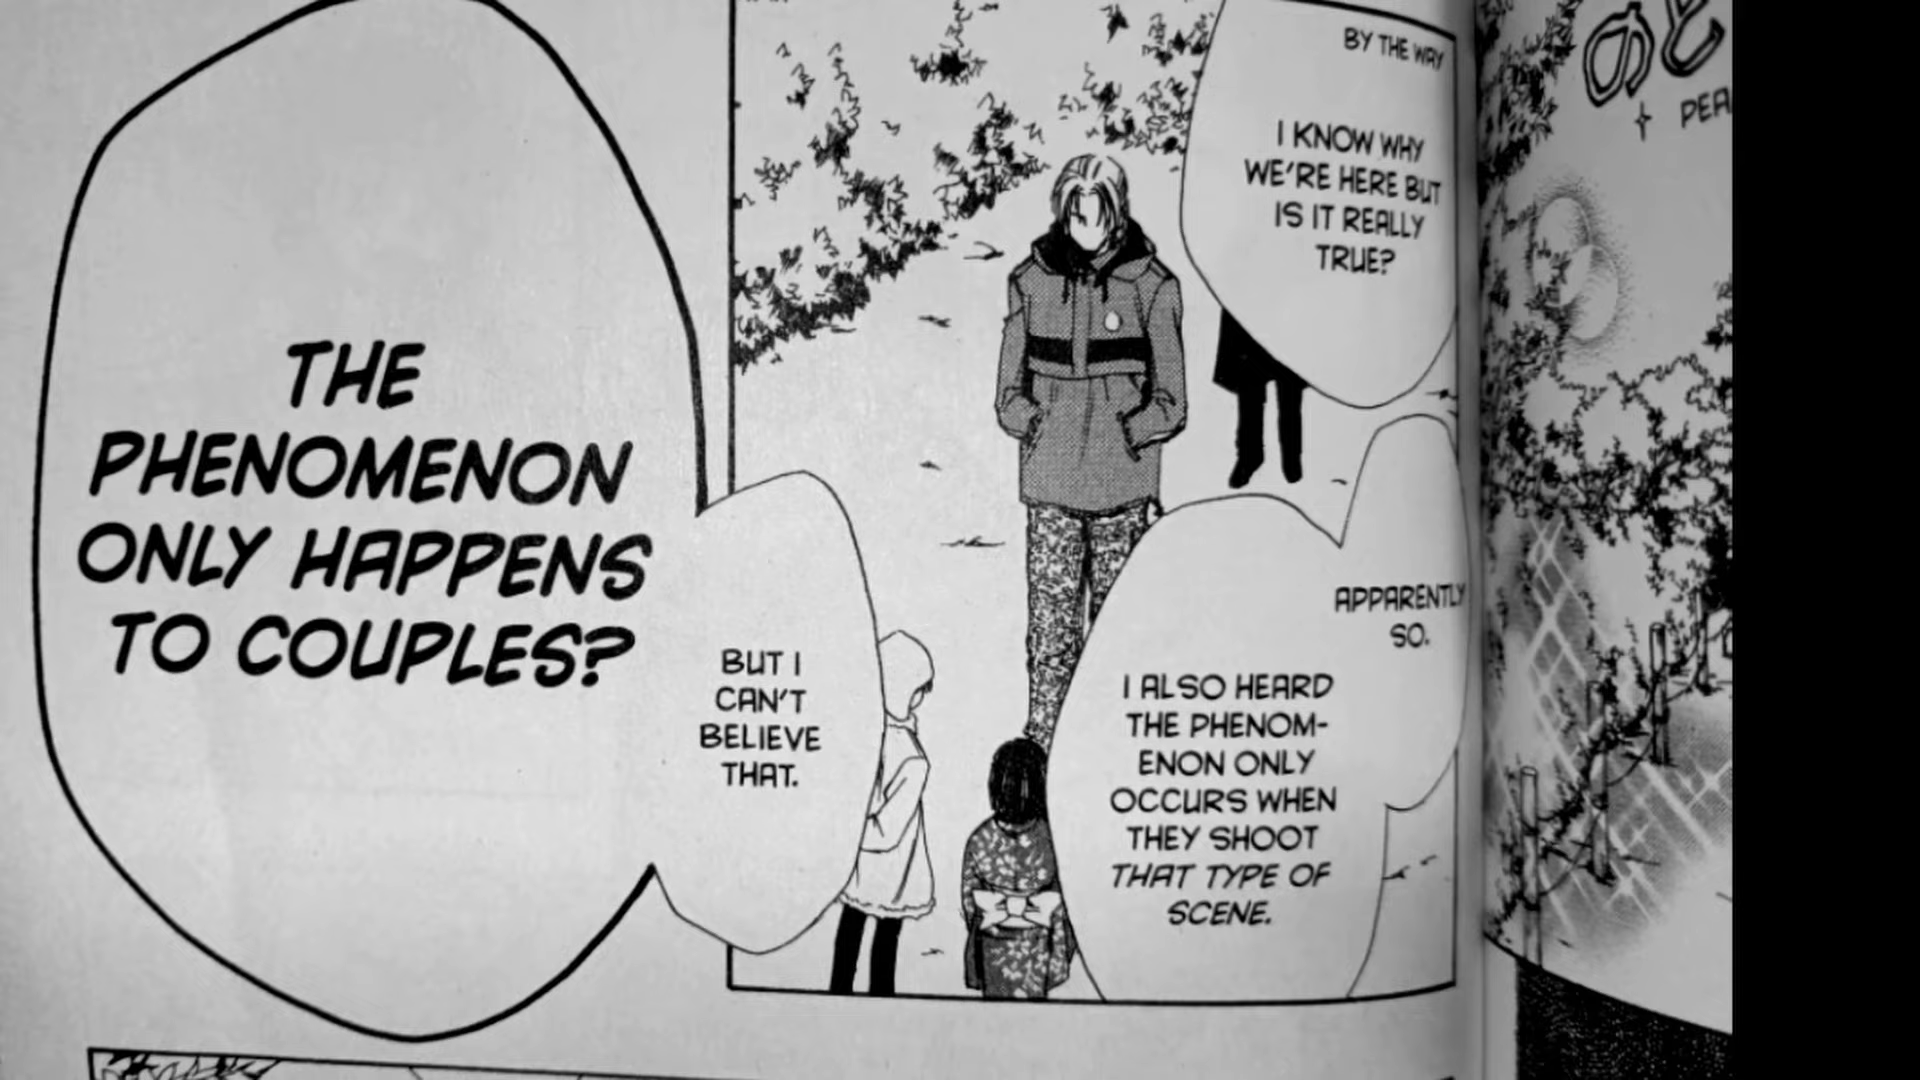 BY THE WAY
I KNOW WHY
WE'RE HERE BUT
IS IT REALLY
TRUE?
APPARENTLY
SO.
I ALSO HEARD
THE PHENOM-
ENON ONLY
OCCURS WHEN
THEY SHOOT
THAT TYPE OF
SCENE.
BUT I
CAN'T
BELIEVE
THAT.
THE
PHENOMENON
ONLY HAPPENS
TO COUPLES?
のど